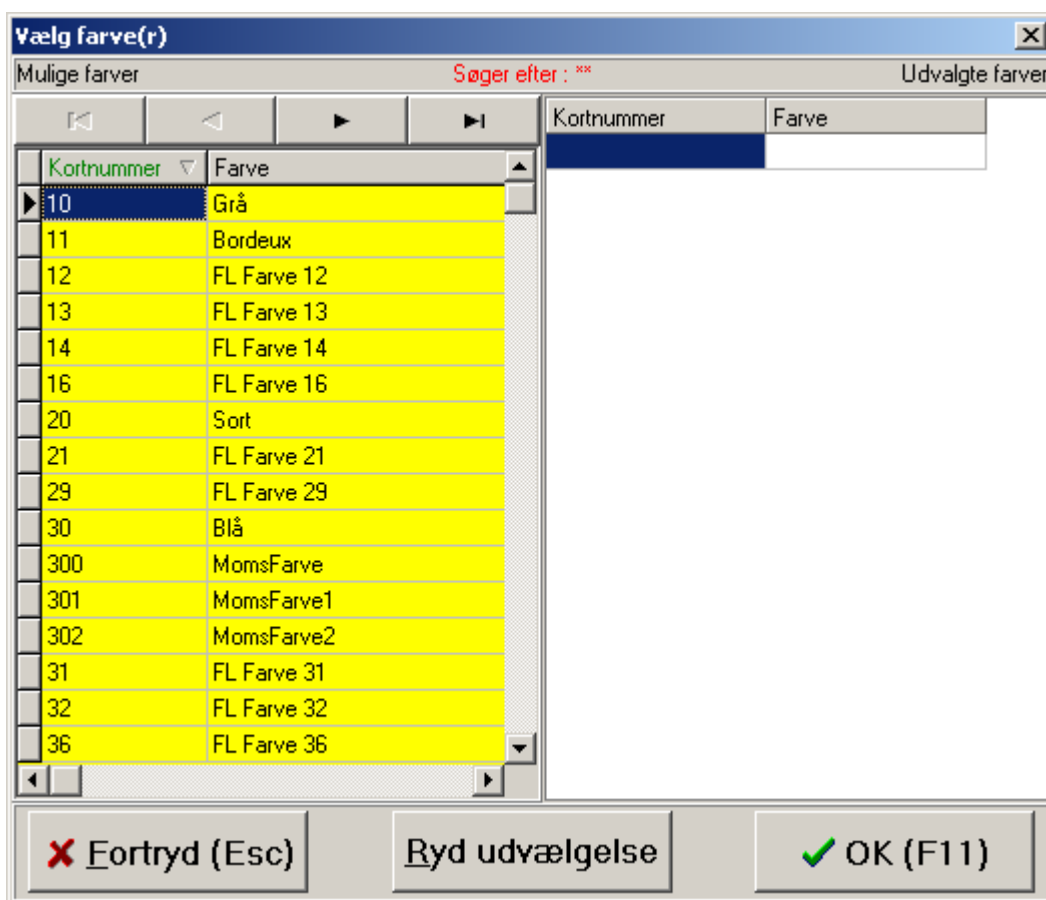 Vælg farve(r)
Mulige farver Søger efter : ** Udvalgte farver
Kortnummer Farve
Kortnummer Farve
10 Grå
11 Bordeux
12 FL Farve 12
13 FL Farve 13
14 FL Farve 14
16 FL Farve 16
20 Sort
21 FL Farve 21
29 FL Farve 29
30 Blå
300 MomsFarve
301 MomsFarve1
302 MomsFarve2
31 FL Farve 31
32 FL Farve 32
36 FL Farve 36
Fortryd (Esc) Ryd udvælgelse OK (F11)